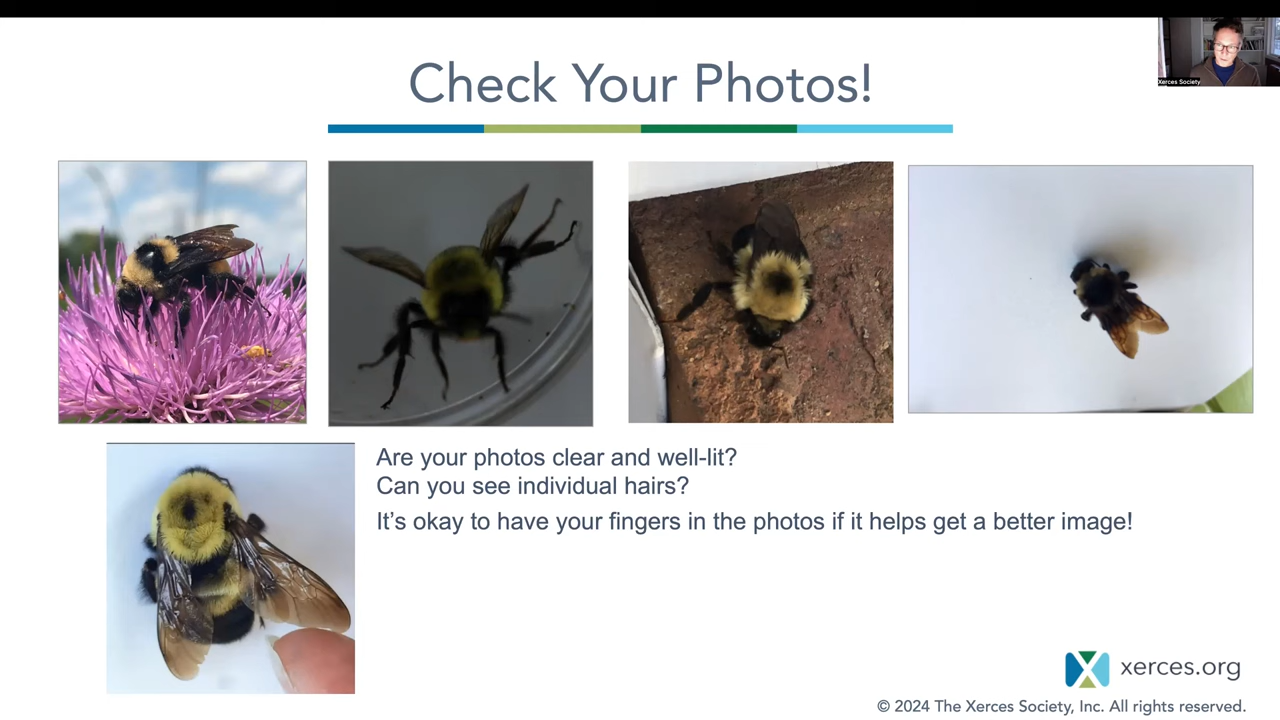 Check Your Photos!
Xerces Society
Are your photos clear and well-lit?
Can you see individual hairs?
It’s okay to have your fingers in the photos if it helps get a better image!
xerces.org
© 2024 The Xerces Society, Inc. All rights reserved.